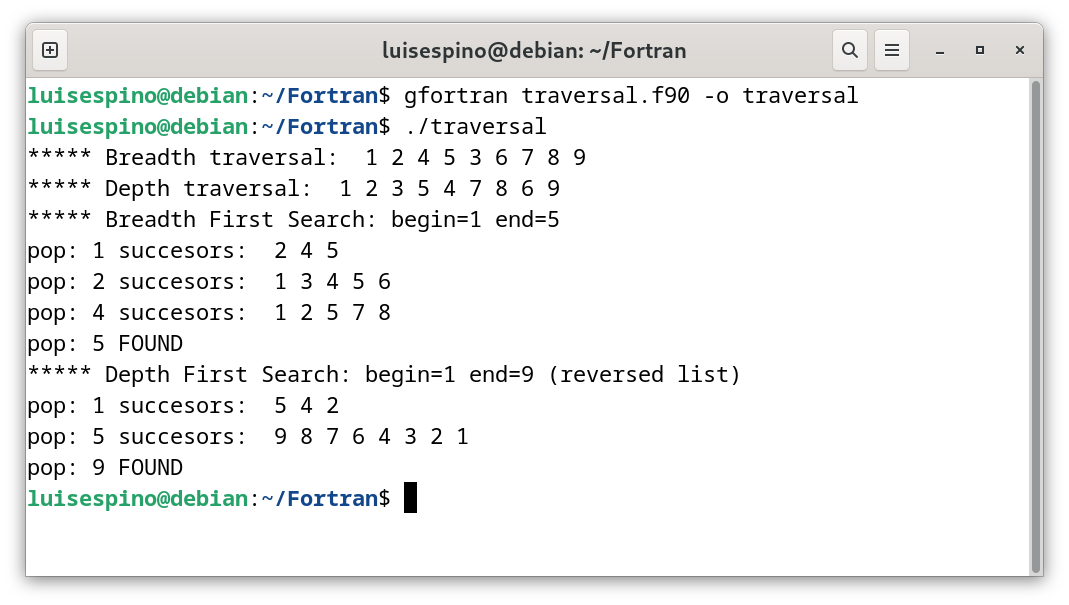 luisespino@debian: ~/Fortran
luisespino@debian:~/Fortran$ gfortran traversal.f90 -o traversal
luisespino@debian:~/Fortran$ ./traversal
***** Breadth traversal:  1 2 4 5 3 6 7 8 9
***** Depth traversal:  1 2 3 5 4 7 8 6 9
***** Breadth First Search: begin=1 end=5
pop: 1 succesors:  2 4 5
pop: 2 succesors:  1 3 4 5 6
pop: 4 succesors:  1 2 5 7 8
pop: 5 FOUND
***** Depth First Search: begin=1 end=9 (reversed list)
pop: 1 succesors:  5 4 2
pop: 5 succesors:  9 8 7 6 4 3 2 1
pop: 9 FOUND
luisespino@debian:~/Fortran$